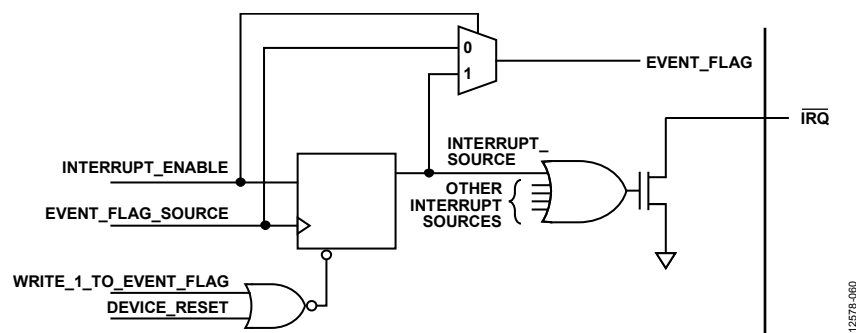 0
1
EVENT_FLAG
IRQ
INTERRUPT_ENABLE
INTERRUPT_
SOURCE
OTHER
INTERRUPT
SOURCES
EVENT_FLAG_SOURCE
WRITE_1_TO_EVENT_FLAG
DEVICE_RESET
12578-060